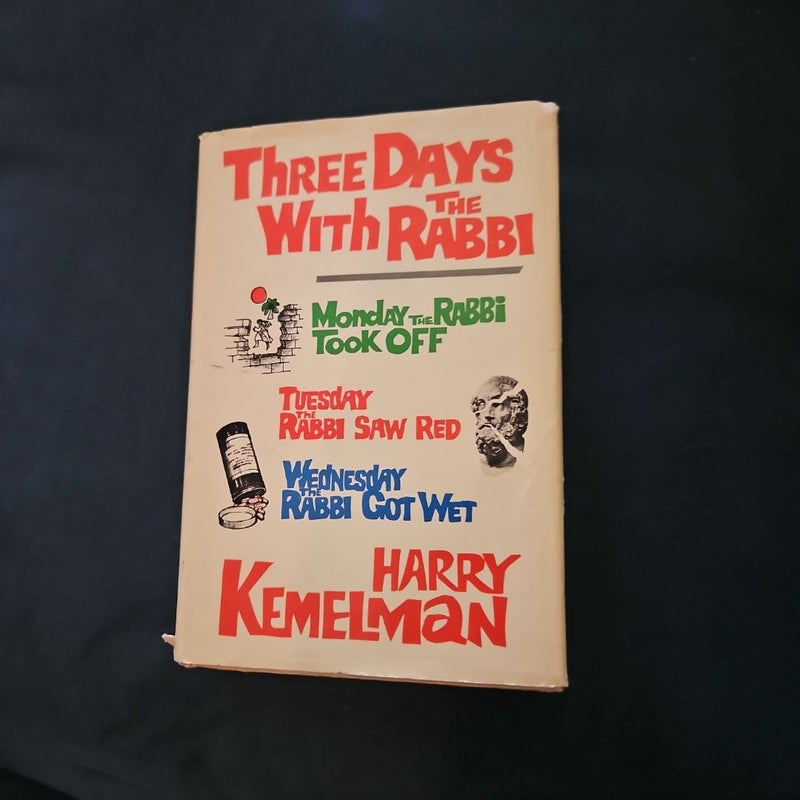 THREE DAYS
WITH THE RABBI
MONDAY THE RABBI
TOOK OFF
TUESDAY
THE
RABBI SAW RED
WEDNESDAY
THE
RABBI GOT WET
HARRY
KEMELMAN